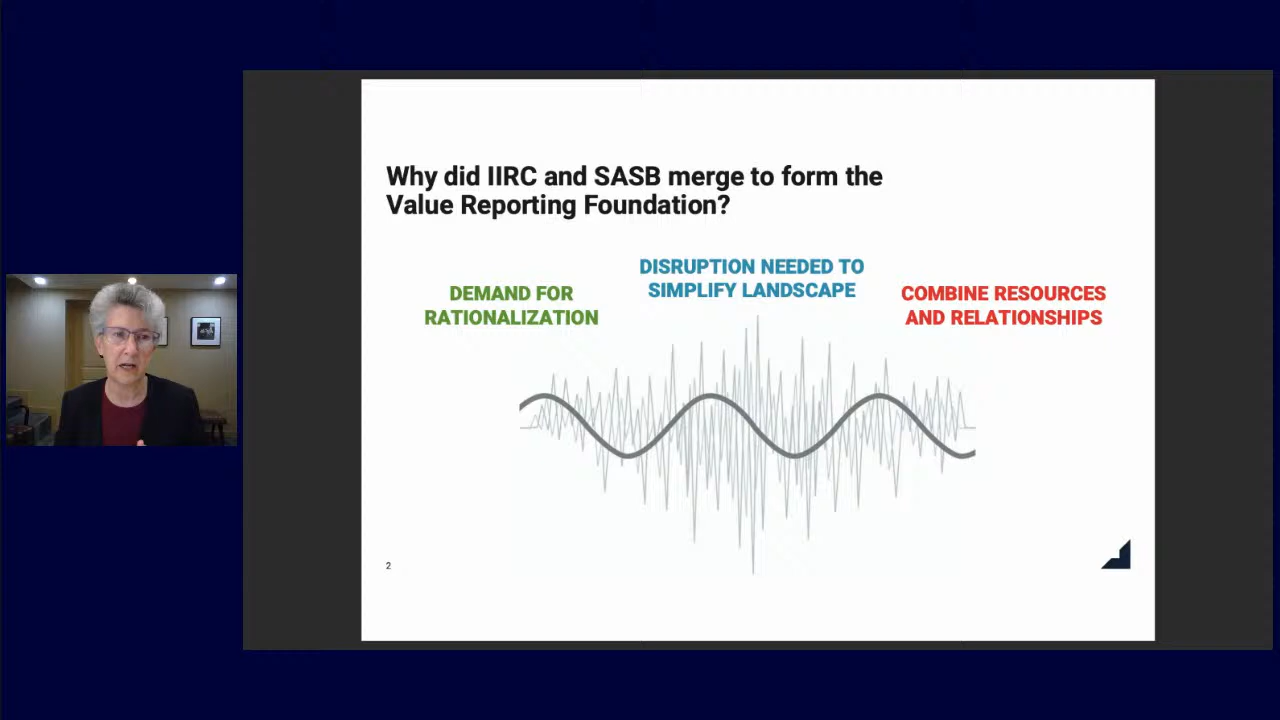 Why did IIRC and SASB merge to form the
Value Reporting Foundation?
DEMAND FOR
RATIONALIZATION
DISRUPTION NEEDED TO
SIMPLIFY LANDSCAPE
COMBINE RESOURCES
AND RELATIONSHIPS
2